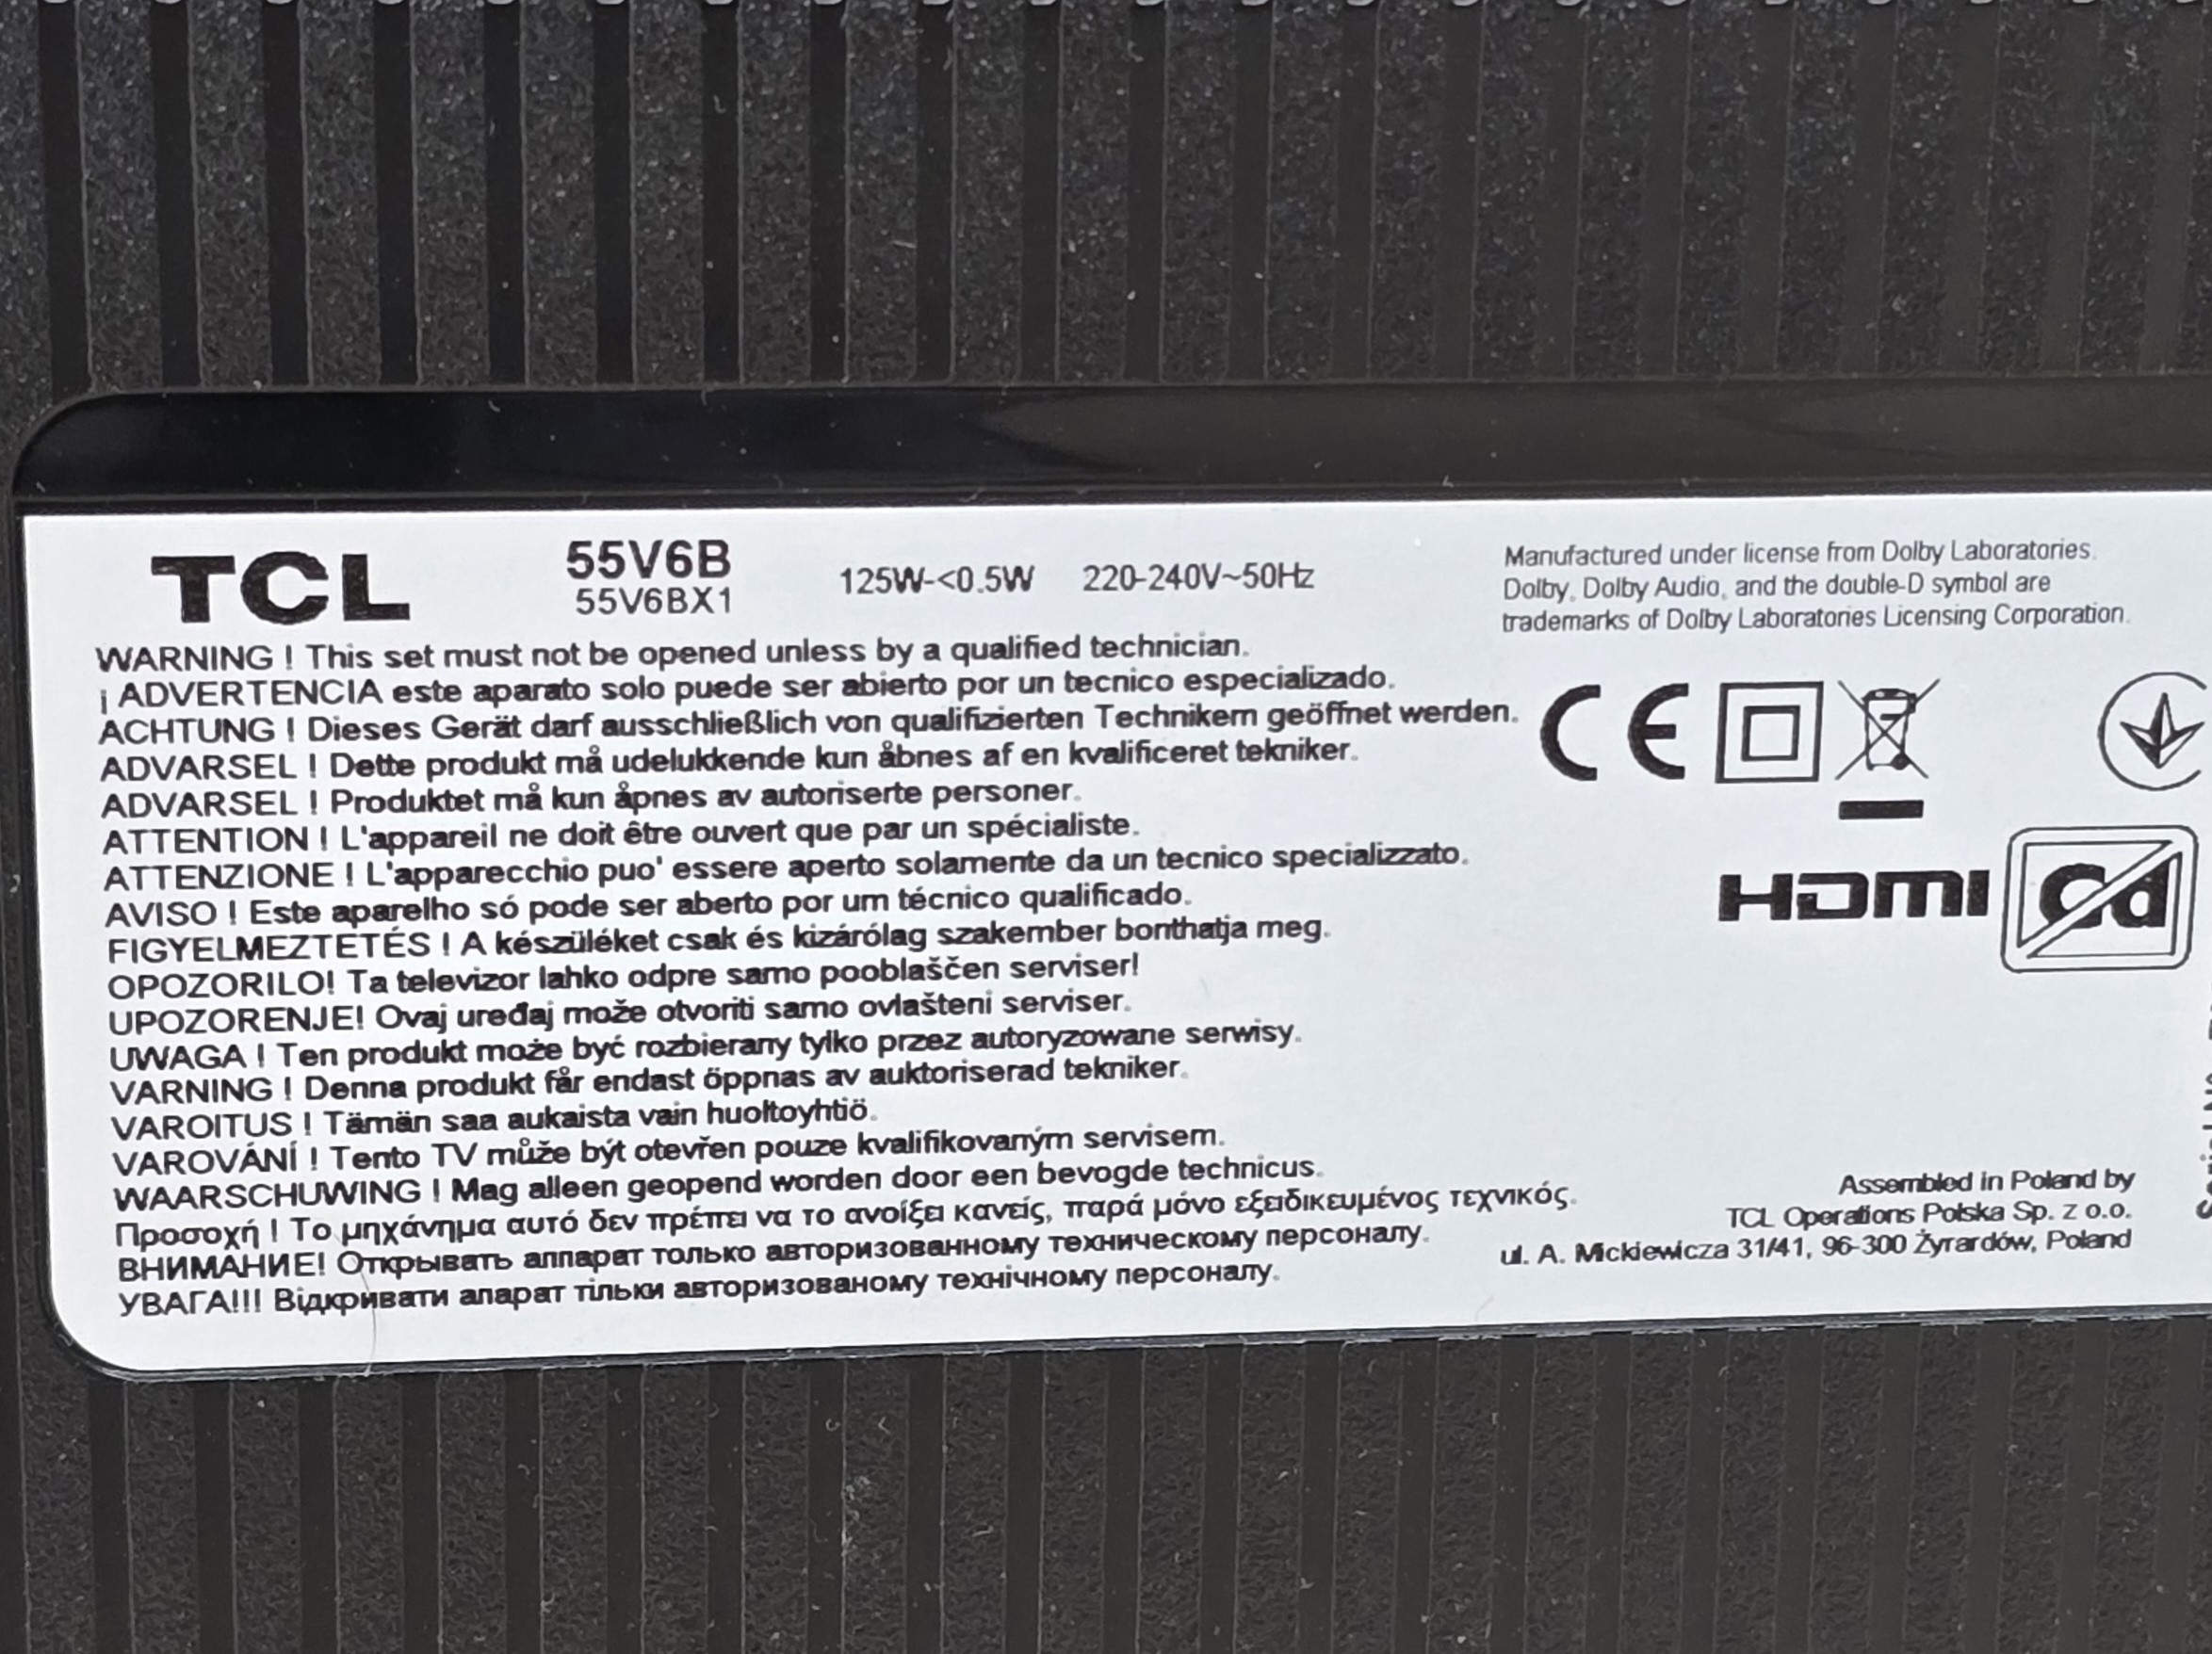 TCL
55V6B
55V6BX1
125W-<0.5W
220-240V~50Hz
Manufactured under license from Dolby Laboratories.
Dolby, Dolby Audio, and the double-D symbol are
trademarks of Dolby Laboratories Licensing Corporation.
WARNING ! This set must not be opened unless by a qualified technician.
¡ ADVERTENCIA este aparato solo puede ser abierto por un tecnico especializado.
ACHTUNG ! Dieses Gerät darf ausschließlich von qualifizierten Technikern geöffnet werden.
ADVARSEL ! Dette produkt må udelukkende kun åbnes af en kvalificeret tekniker.
ADVARSEL ! Produktet må kun åpnes av autoriserte personer.
ATTENTION ! L'appareil ne doit être ouvert que par un spécialiste.
ATTENZIONE ! L'apparecchio puo' essere aperto solamente da un tecnico specializzato.
AVISO ! Este aparelho só pode ser aberto por um técnico qualificado.
FIGYELMEZTETÉS ! A készüléket csak és kizárólag szakember bonthatja meg.
OPOZORILO! Ta televizor lahko odpre samo pooblaščen serviser!
UPOZORENJE! Ovaj uređaj može otvoriti samo ovlašteni serviser.
UWAGA ! Ten produkt może być rozbierany tylko przez autoryzowane serwisy.
VARNING ! Denna produkt får endast öppnas av auktoriserad tekniker.
VAROITUS ! Tämän saa aukaista vain huoltoyhtiö.
VAROVÁNÍ ! Tento TV může být otevřen pouze kvalifikovaným servisem.
WAARSCHUWING ! Mag alleen geopend worden door een bevogde technicus.
Προσοχή ! Το μηχάνημα αυτό δεν πρέπει να το ανοίξει κανείς, παρά μόνο εξειδικευμένος τεχνικός.
ВНИМАНИЕ! Открывать аппарат только авторизованному техническому персоналу.
УВАГА!!! Відкривати апарат тільки авторизованому технічному персоналу.
CE
HDMI
Cd
Assembled in Poland by
TCL Operations Polska Sp. z o.o.
ul. A. Mickiewicza 31/41, 96-300 Żyrardów, Poland